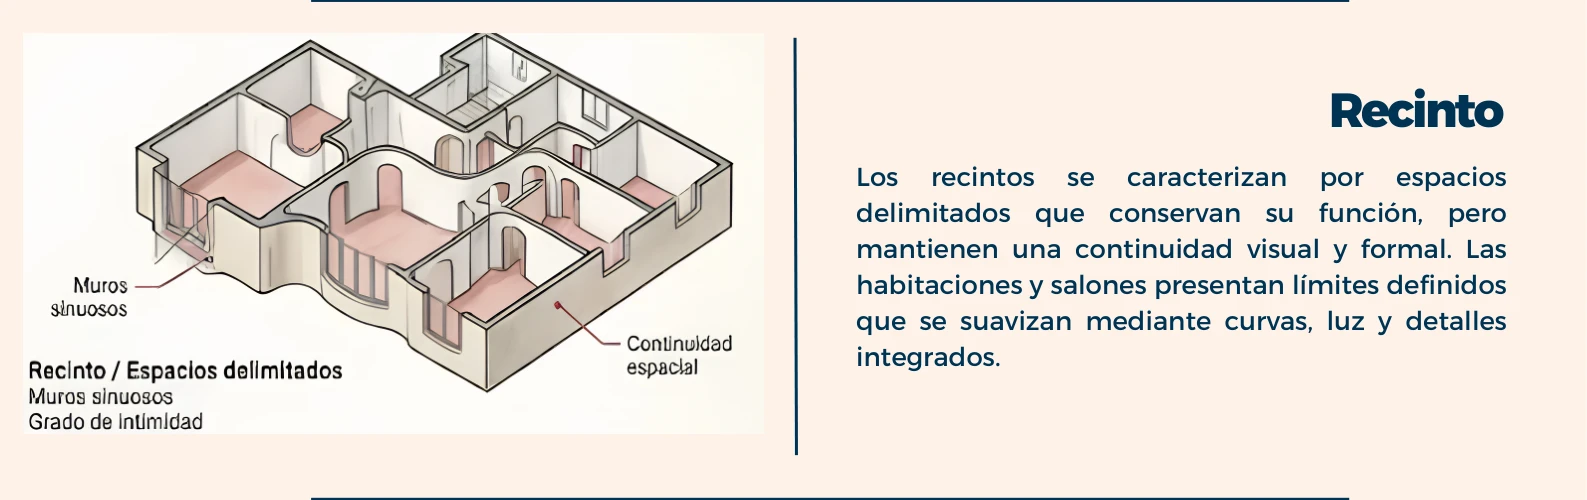 Muros
sinuosos
Continuidad
espacial
Recinto / Espacios delimitados
Muros sinuosos
Grado de intimidad
Recinto
Los recintos se caracterizan por espacios
delimitados que conservan su función, pero
mantienen una continuidad visual y formal. Las
habitaciones y salones presentan límites definidos
que se suavizan mediante curvas, luz y detalles
integrados.